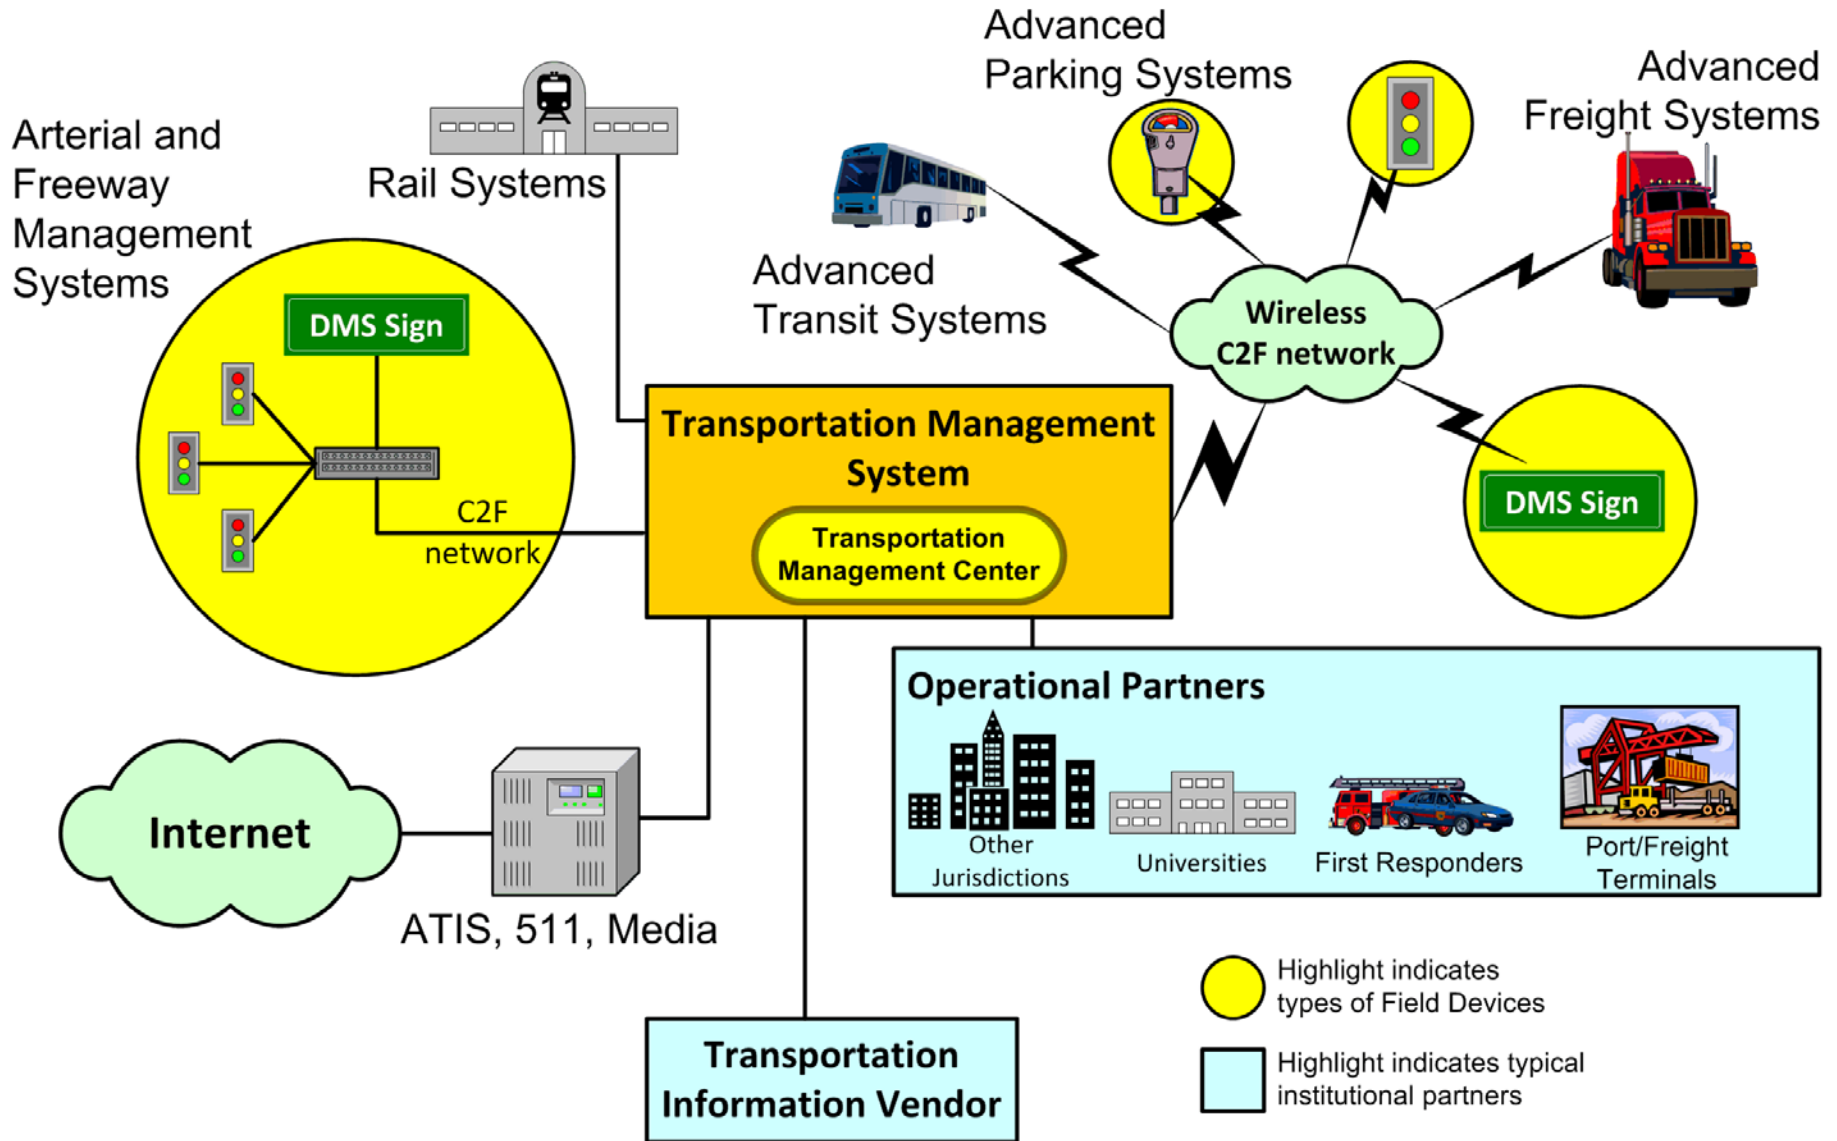 Advanced
Parking Systems
Advanced
Freight Systems
Arterial and
Freeway
Management
Systems
Rail Systems
Advanced
Transit Systems
Wireless
C2F network
DMS Sign
C2F
network
Transportation Management
System
Transportation
Management Center
DMS Sign
Operational Partners
Other
Jurisdictions
Universities
First Responders
Port/Freight
Terminals
Internet
ATIS, 511, Media
Transportation
Information Vendor
Highlight indicates
types of Field Devices
Highlight indicates typical
institutional partners